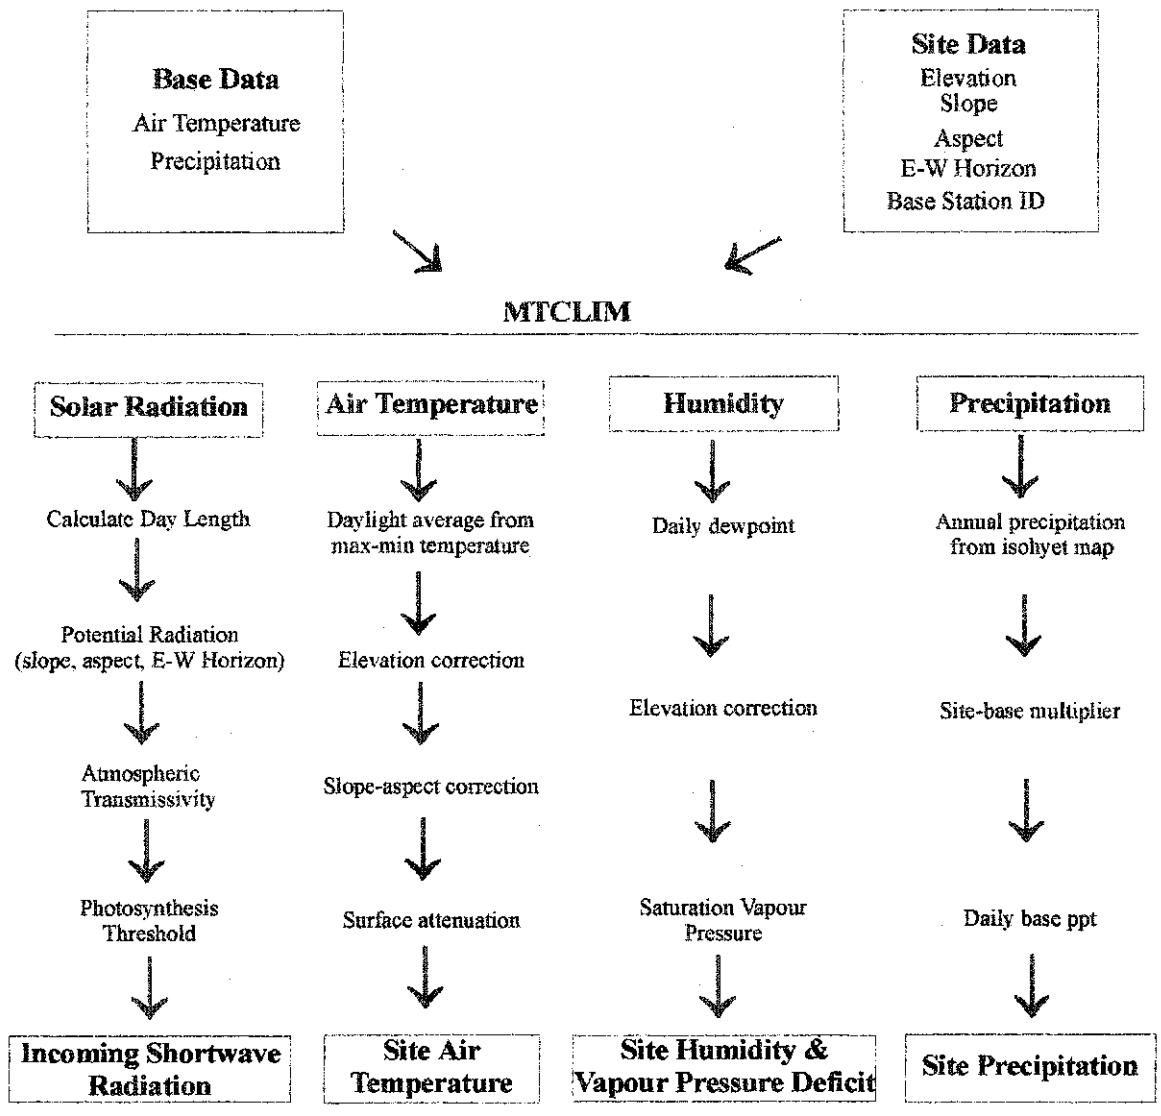 Base Data
Air Temperature
Precipitation
Site Data
Elevation
Slope
Aspect
E-W Horizon
Base Station ID
MTCLIM
Solar Radiation
Calculate Day Length
Potential Radiation
(slope, aspect, E-W Horizon)
Atmospheric
Transmissivity
Photosynthesis
Threshold
Incoming Shortwave
Radiation
Air Temperature
Daylight average from
max-min temperature
Elevation correction
Slope-aspect correction
Surface attenuation
Site Air
Temperature
Humidity
Daily dewpoint
Elevation correction
Saturation Vapour
Pressure
Site Humidity &
Vapour Pressure Deficit
Precipitation
Annual precipitation
from isohyet map
Site-base multiplier
Daily base ppt
Site Precipitation